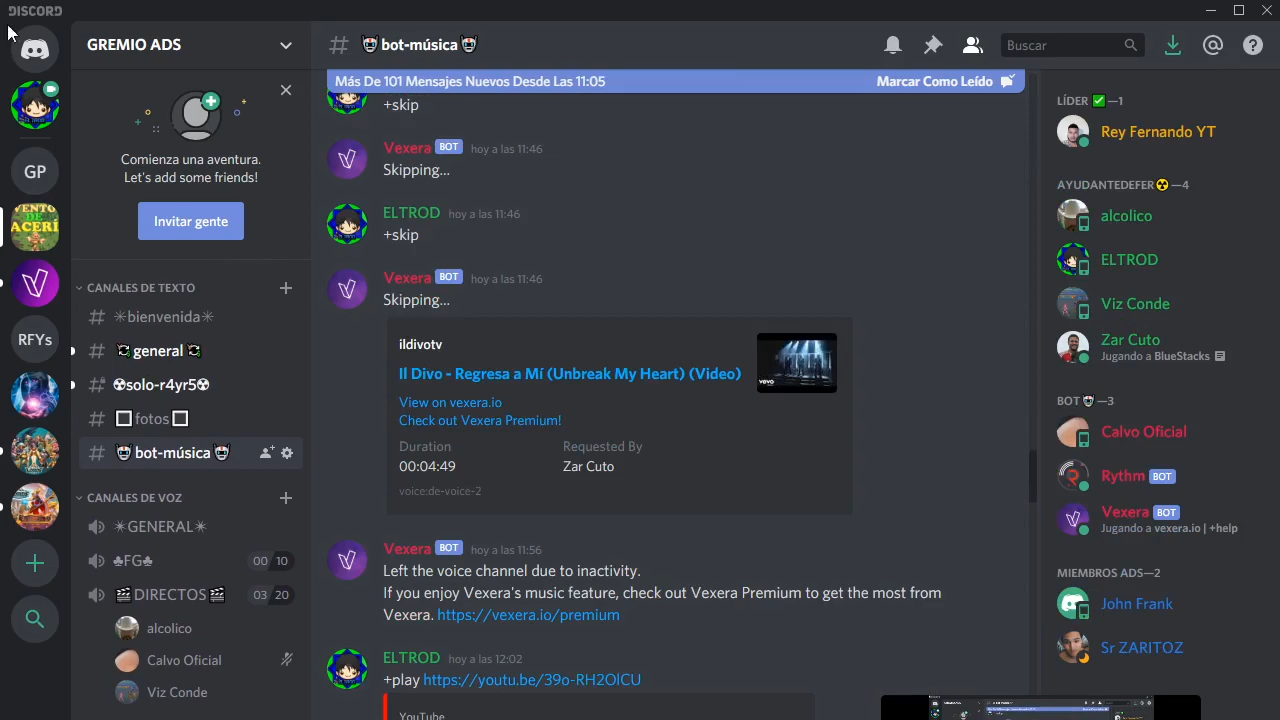 DISCORD
GREMIO ADS
Comienza una aventura.
Let's add some friends!
Invitar gente
CANALES DE TEXTO
✳bienvenida✳
general
☢solo-r4yr5☢
fotos
bot-música
CANALES DE VOZ
✳GENERAL✳
♣FG♣
00 10
DIRECTOS
03 20
alcolico
Calvo Oficial
Viz Conde
GP
VENTO
DE
ACERÍ
RFYs
# bot-música
Buscar
Más De 101 Mensajes Nuevos Desde Las 11:05
Marcar Como Leído
+skip
Vexera BOT hoy a las 11:46
Skipping...
ELTROD hoy a las 11:46
+skip
Vexera BOT hoy a las 11:46
Skipping...
ildivotv
Il Divo - Regresa a Mí (Unbreak My Heart) (Video)
View on vexera.io
Check out Vexera Premium!
Duration
Requested By
00:04:49
Zar Cuto
voice:de-voice-2
vevo
Vexera BOT hoy a las 11:56
Left the voice channel due to inactivity.
If you enjoy Vexera's music feature, check out Vexera Premium to get the most from
Vexera. https://vexera.io/premium
ELTROD hoy a las 12:02
+play https://youtu.be/39o-RH2OlCU
YouTube
LÍDER ✅—1
Rey Fernando YT
AYUDANTEDEFER☢—4
alcolico
ELTROD
Viz Conde
Zar Cuto
Jugando a BlueStacks
BOT—3
Calvo Oficial
Rythm BOT
Vexera BOT
Jugando a vexera.io | +help
MIEMBROS ADS—2
John Frank
Sr ZARITOZ